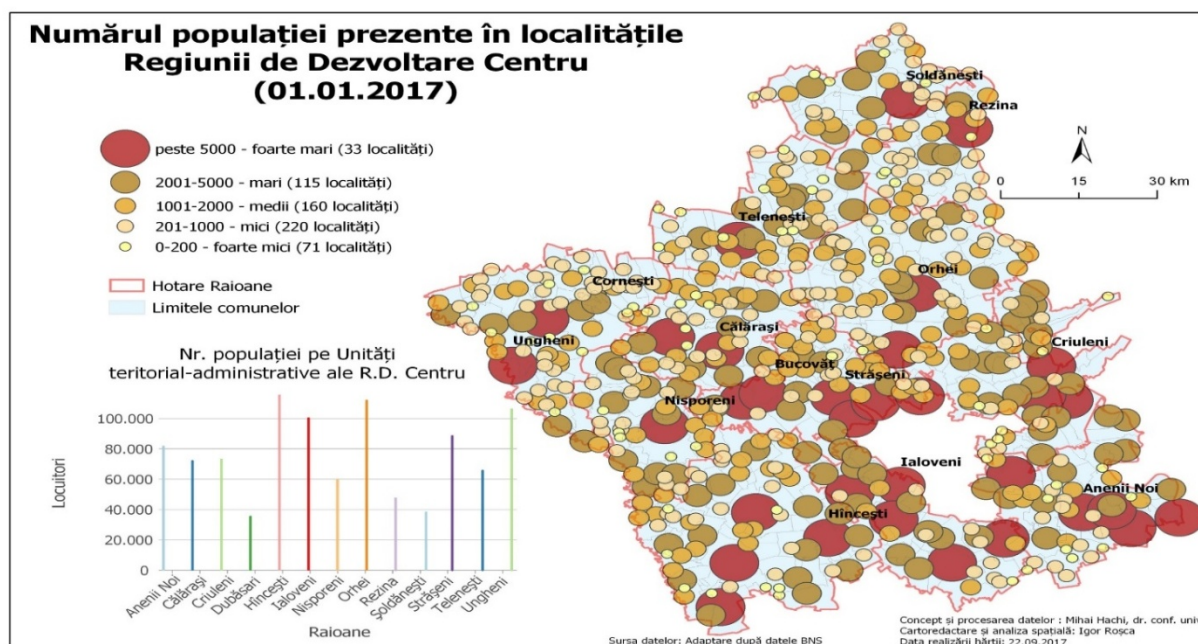 Numărul populației prezente în localitățile
Regiunii de Dezvoltare Centru
(01.01.2017)
peste 5000 - foarte mari (33 localități)
2001-5000 - mari (115 localități)
1001-2000 - medii (160 localități)
201-1000 - mici (220 localități)
0-200 - foarte mici (71 localități)
Hotare Raioane
Limitele comunelor
Nr. populației pe Unități
teritorial-administrative ale R.D. Centru
Locuitori
100.000
80.000
60.000
40.000
20.000
0
Anenii Noi
Călărași
Criuleni
Dubăsari
Hîncești
Ialoveni
Nisporeni
Orhei
Rezina
Șoldănești
Strășeni
Telenești
Ungheni
Raioane
N
0 15 30 km
Șoldănești
Rezina
Telenești
Orhei
Cornești
Călărași
Ungheni
Criuleni
Bucovăț
Strășeni
Nisporeni
Ialoveni
Anenii Noi
Hîncești
Sursa datelor: Adaptare după datele BNS
Concept și procesarea datelor : Mihai Hachi, dr. conf. univ
Cartoredactare și analiza spațială: Igor Roșca
Data realizării hărții: 22.09.2017